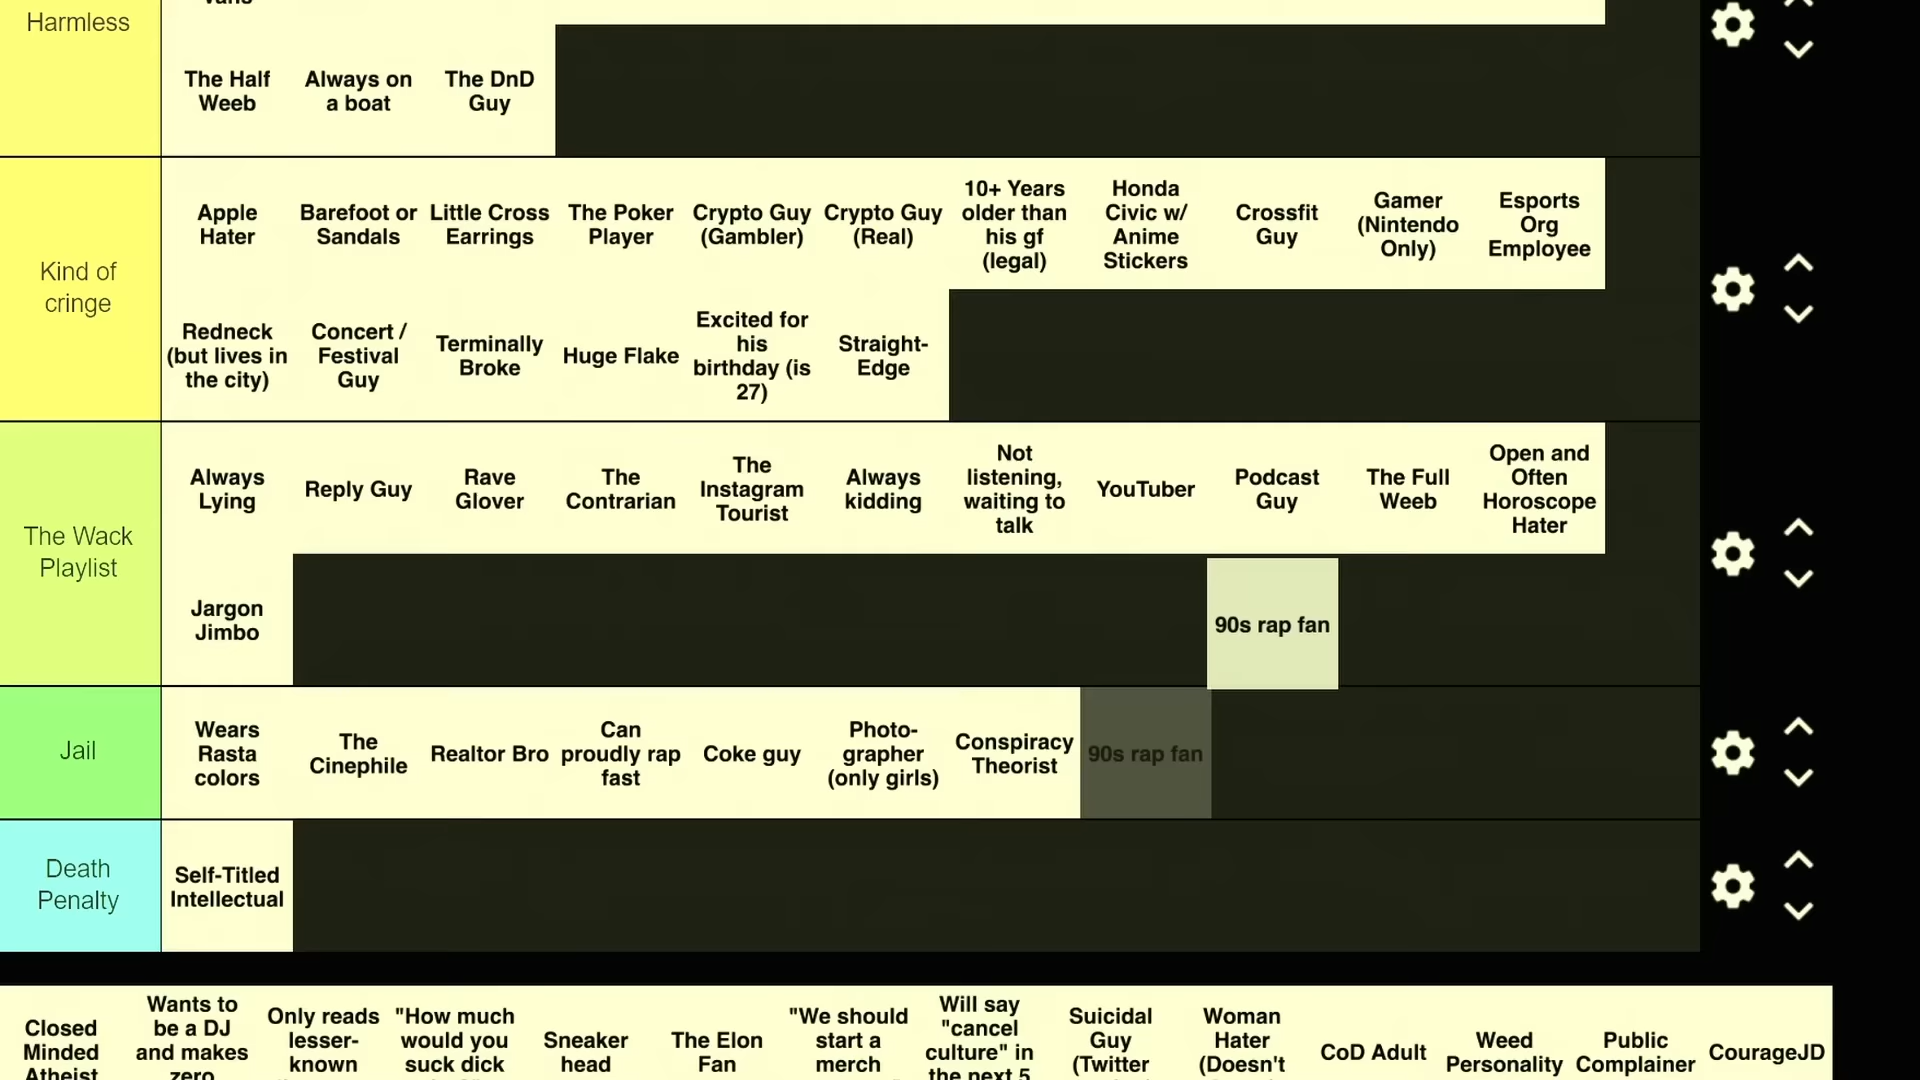 Harmless
The Half
Weeb
Always on
a boat
The DnD
Guy
Kind of
cringe
Apple
Hater
Barefoot or
Sandals
Little Cross
Earrings
The Poker
Player
Crypto Guy
(Gambler)
Crypto Guy
(Real)
10+ Years
older than
his gf
(legal)
Honda
Civic w/
Anime
Stickers
Crossfit
Guy
Gamer
(Nintendo
Only)
Esports
Org
Employee
Redneck
(but lives in
the city)
Concert /
Festival
Guy
Terminally
Broke
Huge Flake
Excited for
his
birthday (is
27)
Straight-
Edge
The Wack
Playlist
Always
Lying
Reply Guy
Rave
Glover
The
Contrarian
The
Instagram
Tourist
Always
kidding
Not
listening,
waiting to
talk
YouTuber
Podcast
Guy
The Full
Weeb
Open and
Often
Horoscope
Hater
Jargon
Jimbo
90s rap fan
Jail
Wears
Rasta
colors
The
Cinephile
Realtor Bro
Can
proudly rap
fast
Coke guy
Photo-
grapher
(only girls)
Conspiracy
Theorist
90s rap fan
Death
Penalty
Self-Titled
Intellectual
Closed
Minded
Atheist
Wants to
be a DJ
and makes
zero
Only reads
lesser-
known
"How much
would you
suck dick
Sneaker
head
The Elon
Fan
"We should
start a
merch
Will say
"cancel
culture" in
the next 5
Suicidal
Guy
(Twitter
Woman
Hater
(Doesn't
CoD Adult
Weed
Personality
Public
Complainer
CourageJD